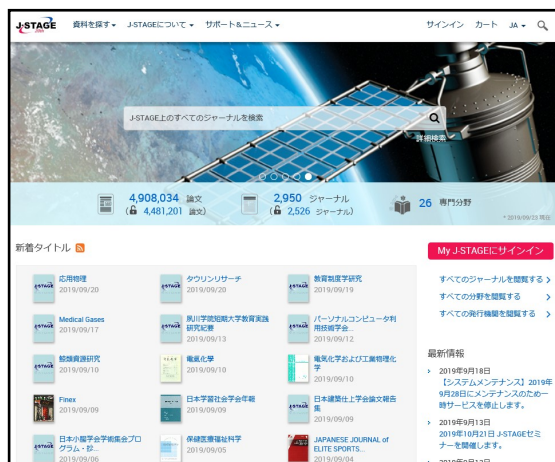 J-STAGE
資料を探す
J-STAGEについて
サポート&ニュース
サインイン
カート
JA
J-STAGE上のすべてのジャーナルを検索
詳細検索
4,908,034 論文
( 4,481,201 論文)
2,950 ジャーナル
( 2,526 ジャーナル)
26 専門分野
* 2019/09/23 現在
新着タイトル
応用物理
2019/09/20
タウリンリサーチ
2019/09/20
教育制度学研究
2019/09/19
Medical Gases
2019/09/17
夙川学院短期大学教育実践
研究紀要
2019/09/13
パーソナルコンピュータ利
用技術学会...
2019/09/12
鯨類資源研究
2019/09/10
電氣化學
2019/09/10
電気化学および工業物理化
学
2019/09/10
Finex
2019/09/09
日本学習社会学会年報
2019/09/09
日本建築仕上学会論文報告
集
2019/09/09
日本小腸学会学術集会プロ
グラム・抄...
2019/09/06
保健医療福祉科学
2019/09/05
JAPANESE JOURNAL of
ELITE SPORTS...
2019/09/04
My J-STAGEにサインイン
すべてのジャーナルを閲覧する
すべての分野を閲覧する
すべての発行機関を閲覧する
最新情報
2019年9月18日
【システムメンテナンス】2019年
9月28日にメンテナンスのため一
時サービスを停止します。
2019年9月13日
2019年10月21日 J-STAGEセミ
ナーを開催します。